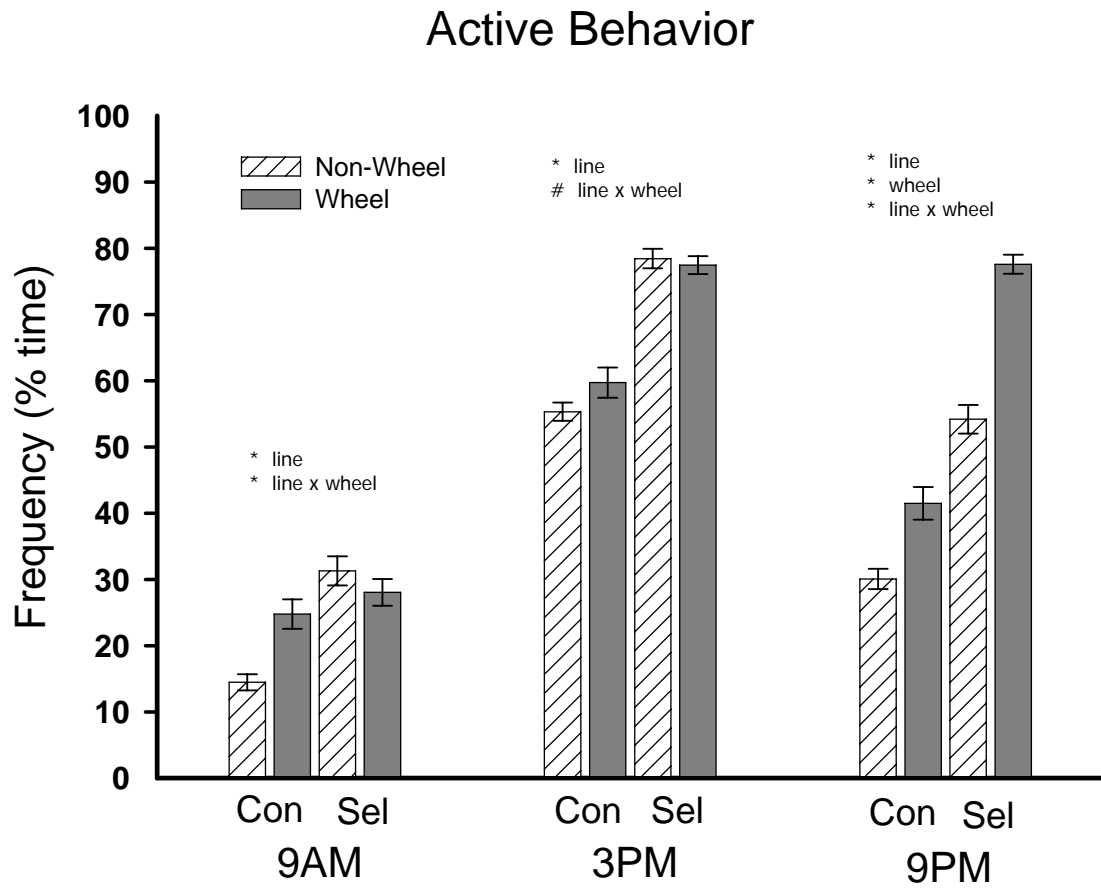 Active Behavior
Frequency (% time)
100
90
80
70
60
50
40
30
20
10
0
Non-Wheel
Wheel
* line
* line x wheel
* line
# line x wheel
* line
* wheel
* line x wheel
Con Sel
9AM
Con Sel
3PM
Con Sel
9PM